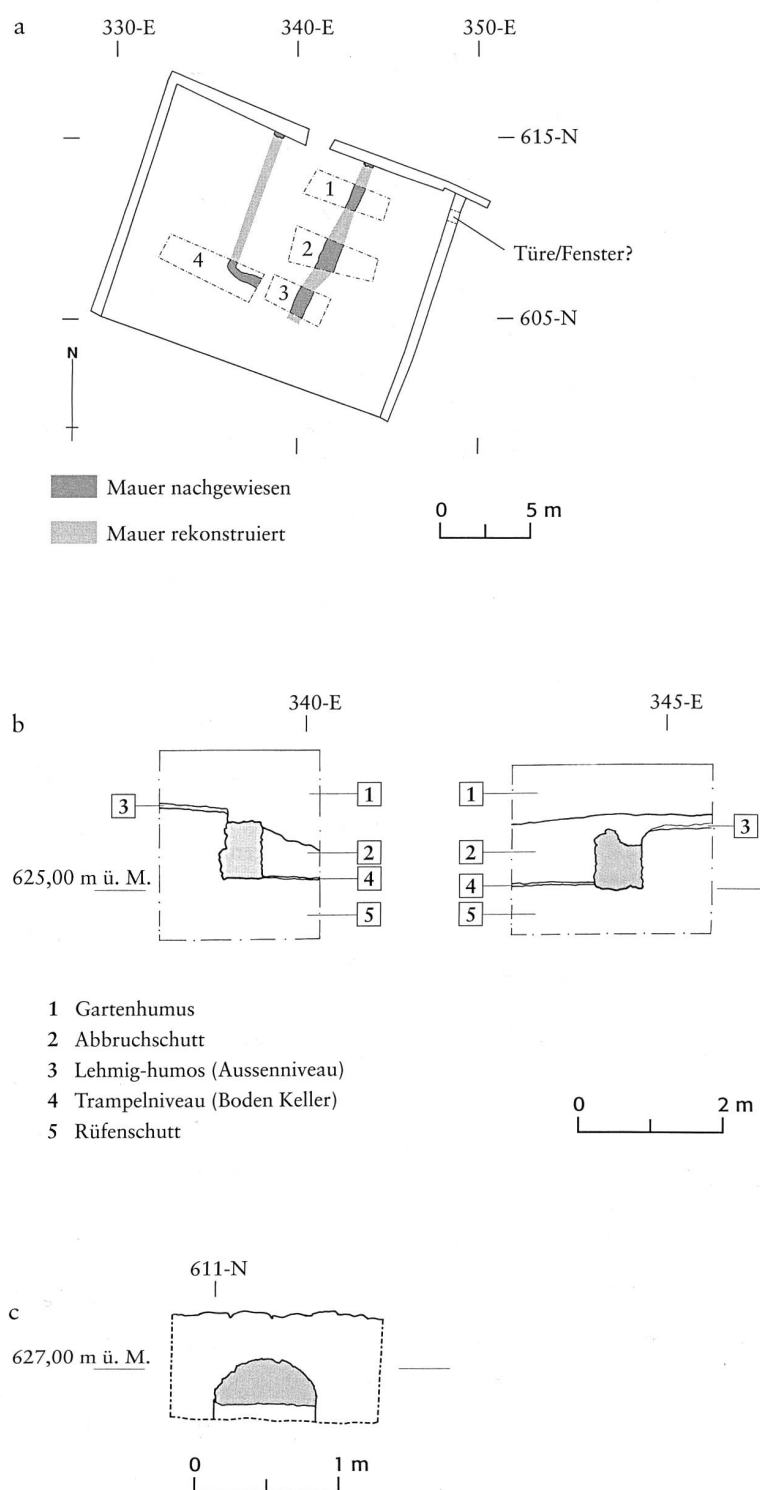 a
330-E 340-E 350-E
615-N
1
2
Türe/Fenster?
4
3
605-N
N
Mauer nachgewiesen
0 5 m
Mauer rekonstruiert
b
340-E 345-E
3 1 1 3
2 2
625,00 m ü. M. 4 4
5 5
1 Gartenhumus
2 Abbruchschutt
3 Lehmig-humos (Aussenniveau)
4 Trampelniveau (Boden Keller)
5 Rüfenschutt
0 2 m
611-N
c
627,00 m ü. M.
0 1 m